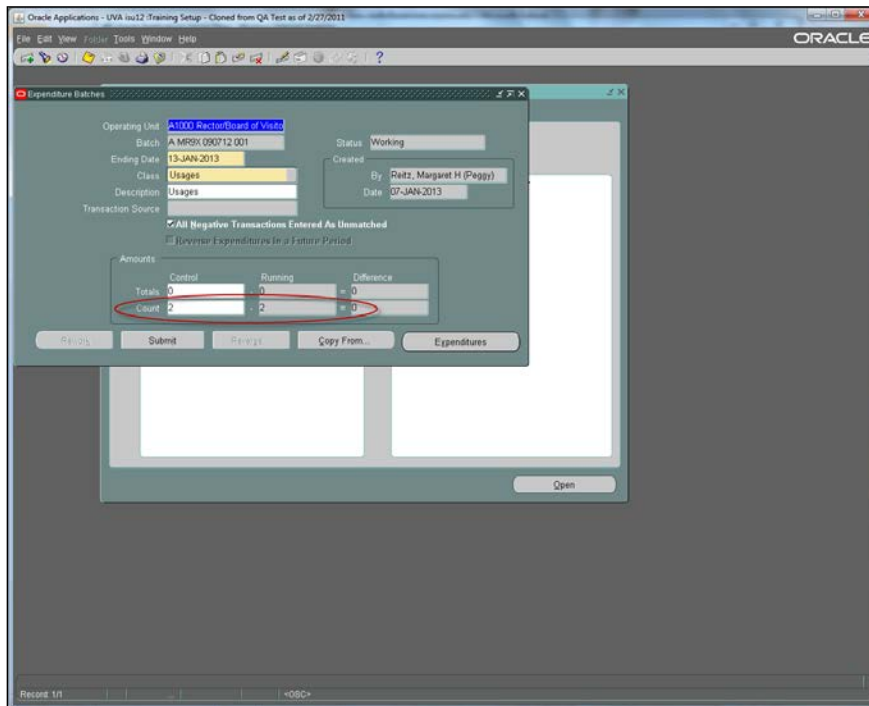 Oracle Applications - UVA isu12 :Training Setup - Cloned from QA Test as of 2/27/2011
File Edit View Folder Tools Window Help
ORACLE
Expenditure Batches
Operating Unit A1000 Rector/Board of Visito
Batch A MR9X 090712 001 Status Working
Ending Date 13-JAN-2013 Created
Class Usages By Reitz, Margaret H (Peggy)
Description Usages Date 07-JAN-2013
Transaction Source
All Negative Transactions Entered As Unmatched
Reverse Expenditures In a Future Period
Amounts
Control Running Difference
Totals 0 - 0 = 0
Count 2 - 2 = 0
Rework Submit Reverse Copy From... Expenditures
Open
Record: 1/1 ... <OSC>